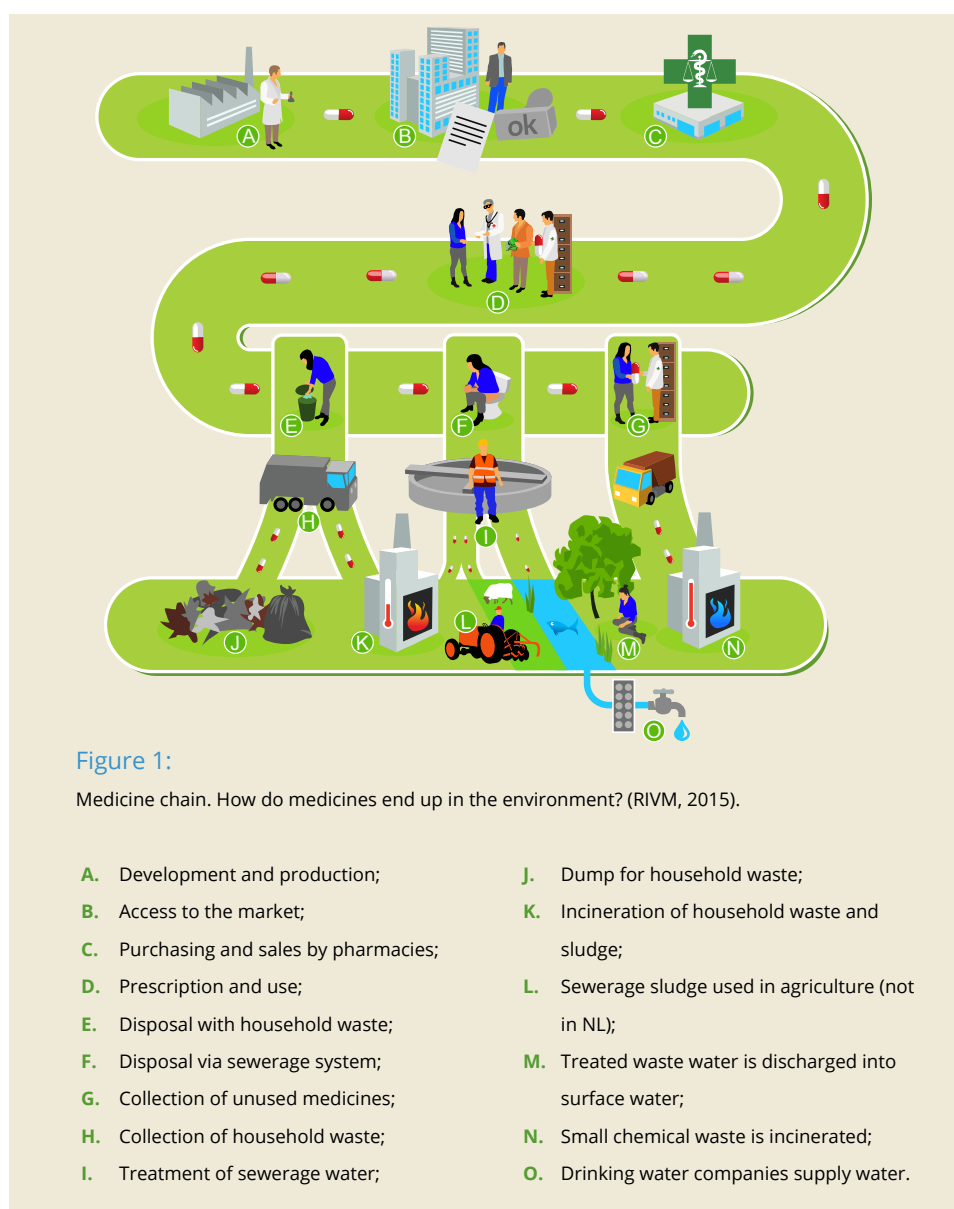 A
B
ok
C
D
E
F
G
H
I
J
K
L
M
N
O
Figure 1:
Medicine chain. How do medicines end up in the environment? (RIVM, 2015).
A. Development and production;
B. Access to the market;
C. Purchasing and sales by pharmacies;
D. Prescription and use;
E. Disposal with household waste;
F. Disposal via sewerage system;
G. Collection of unused medicines;
H. Collection of household waste;
I. Treatment of sewerage water;
J. Dump for household waste;
K. Incineration of household waste and
sludge;
L. Sewerage sludge used in agriculture (not
in NL);
M. Treated waste water is discharged into
surface water;
N. Small chemical waste is incinerated;
O. Drinking water companies supply water.